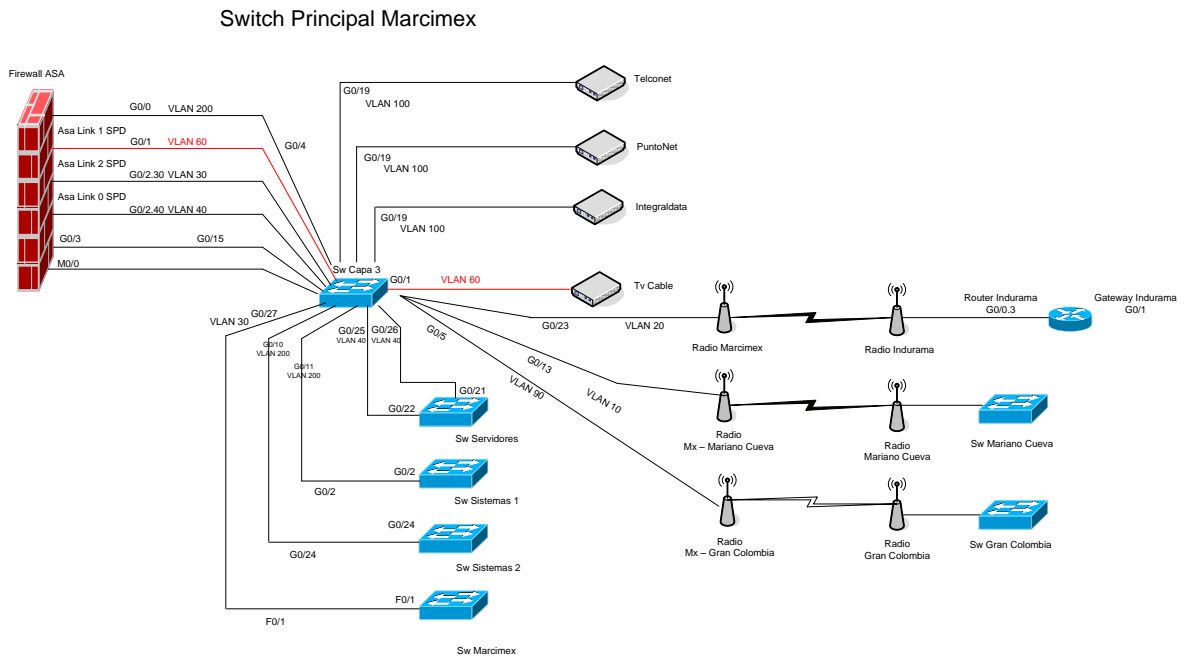 Switch Principal Marcimex
Firewall ASA
G0/0 VLAN 200
Asa Link 1 SPD
G0/1 VLAN 60
Asa Link 2 SPD
G0/2.30 VLAN 30
Asa Link 0 SPD
G0/2.40 VLAN 40
G0/3 G0/15
M0/0
G0/4
G0/19
VLAN 100
Telconet
G0/19
VLAN 100
PuntoNet
G0/19
VLAN 100
Integraldata
Sw Capa 3
G0/1 VLAN 60
Tv Cable
G0/27
VLAN 30
G0/10
VLAN 200
G0/11
VLAN 200
G0/25
VLAN 40
G0/26
VLAN 40
G0/5
VLAN 90
G0/13
VLAN 10
G0/23 VLAN 20
Radio Marcimex
Radio Indurama
Router Indurama
G0/0.3
Gateway Indurama
G0/1
Radio
Mx – Mariano Cueva
Radio
Mariano Cueva
Sw Mariano Cueva
Radio
Mx – Gran Colombia
Radio
Gran Colombia
Sw Gran Colombia
G0/21
G0/22
Sw Servidores
G0/2
G0/2
Sw Sistemas 1
G0/24
G0/24
Sw Sistemas 2
F0/1
F0/1
Sw Marcimex